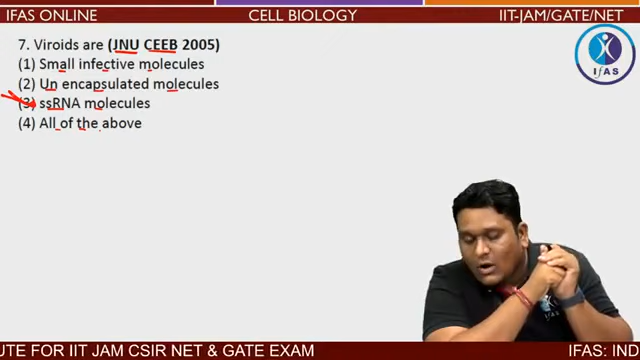 IFAS ONLINE
CELL BIOLOGY
IIT-JAM/GATE/NET
7. Viroids are (JNU CEEB 2005)
(1) Small infective molecules
(2) Un encapsulated molecules
(3) ssRNA molecules
(4) All of the above
IFAS
UTE FOR IIT JAM CSIR NET & GATE EXAM
IFAS: IND